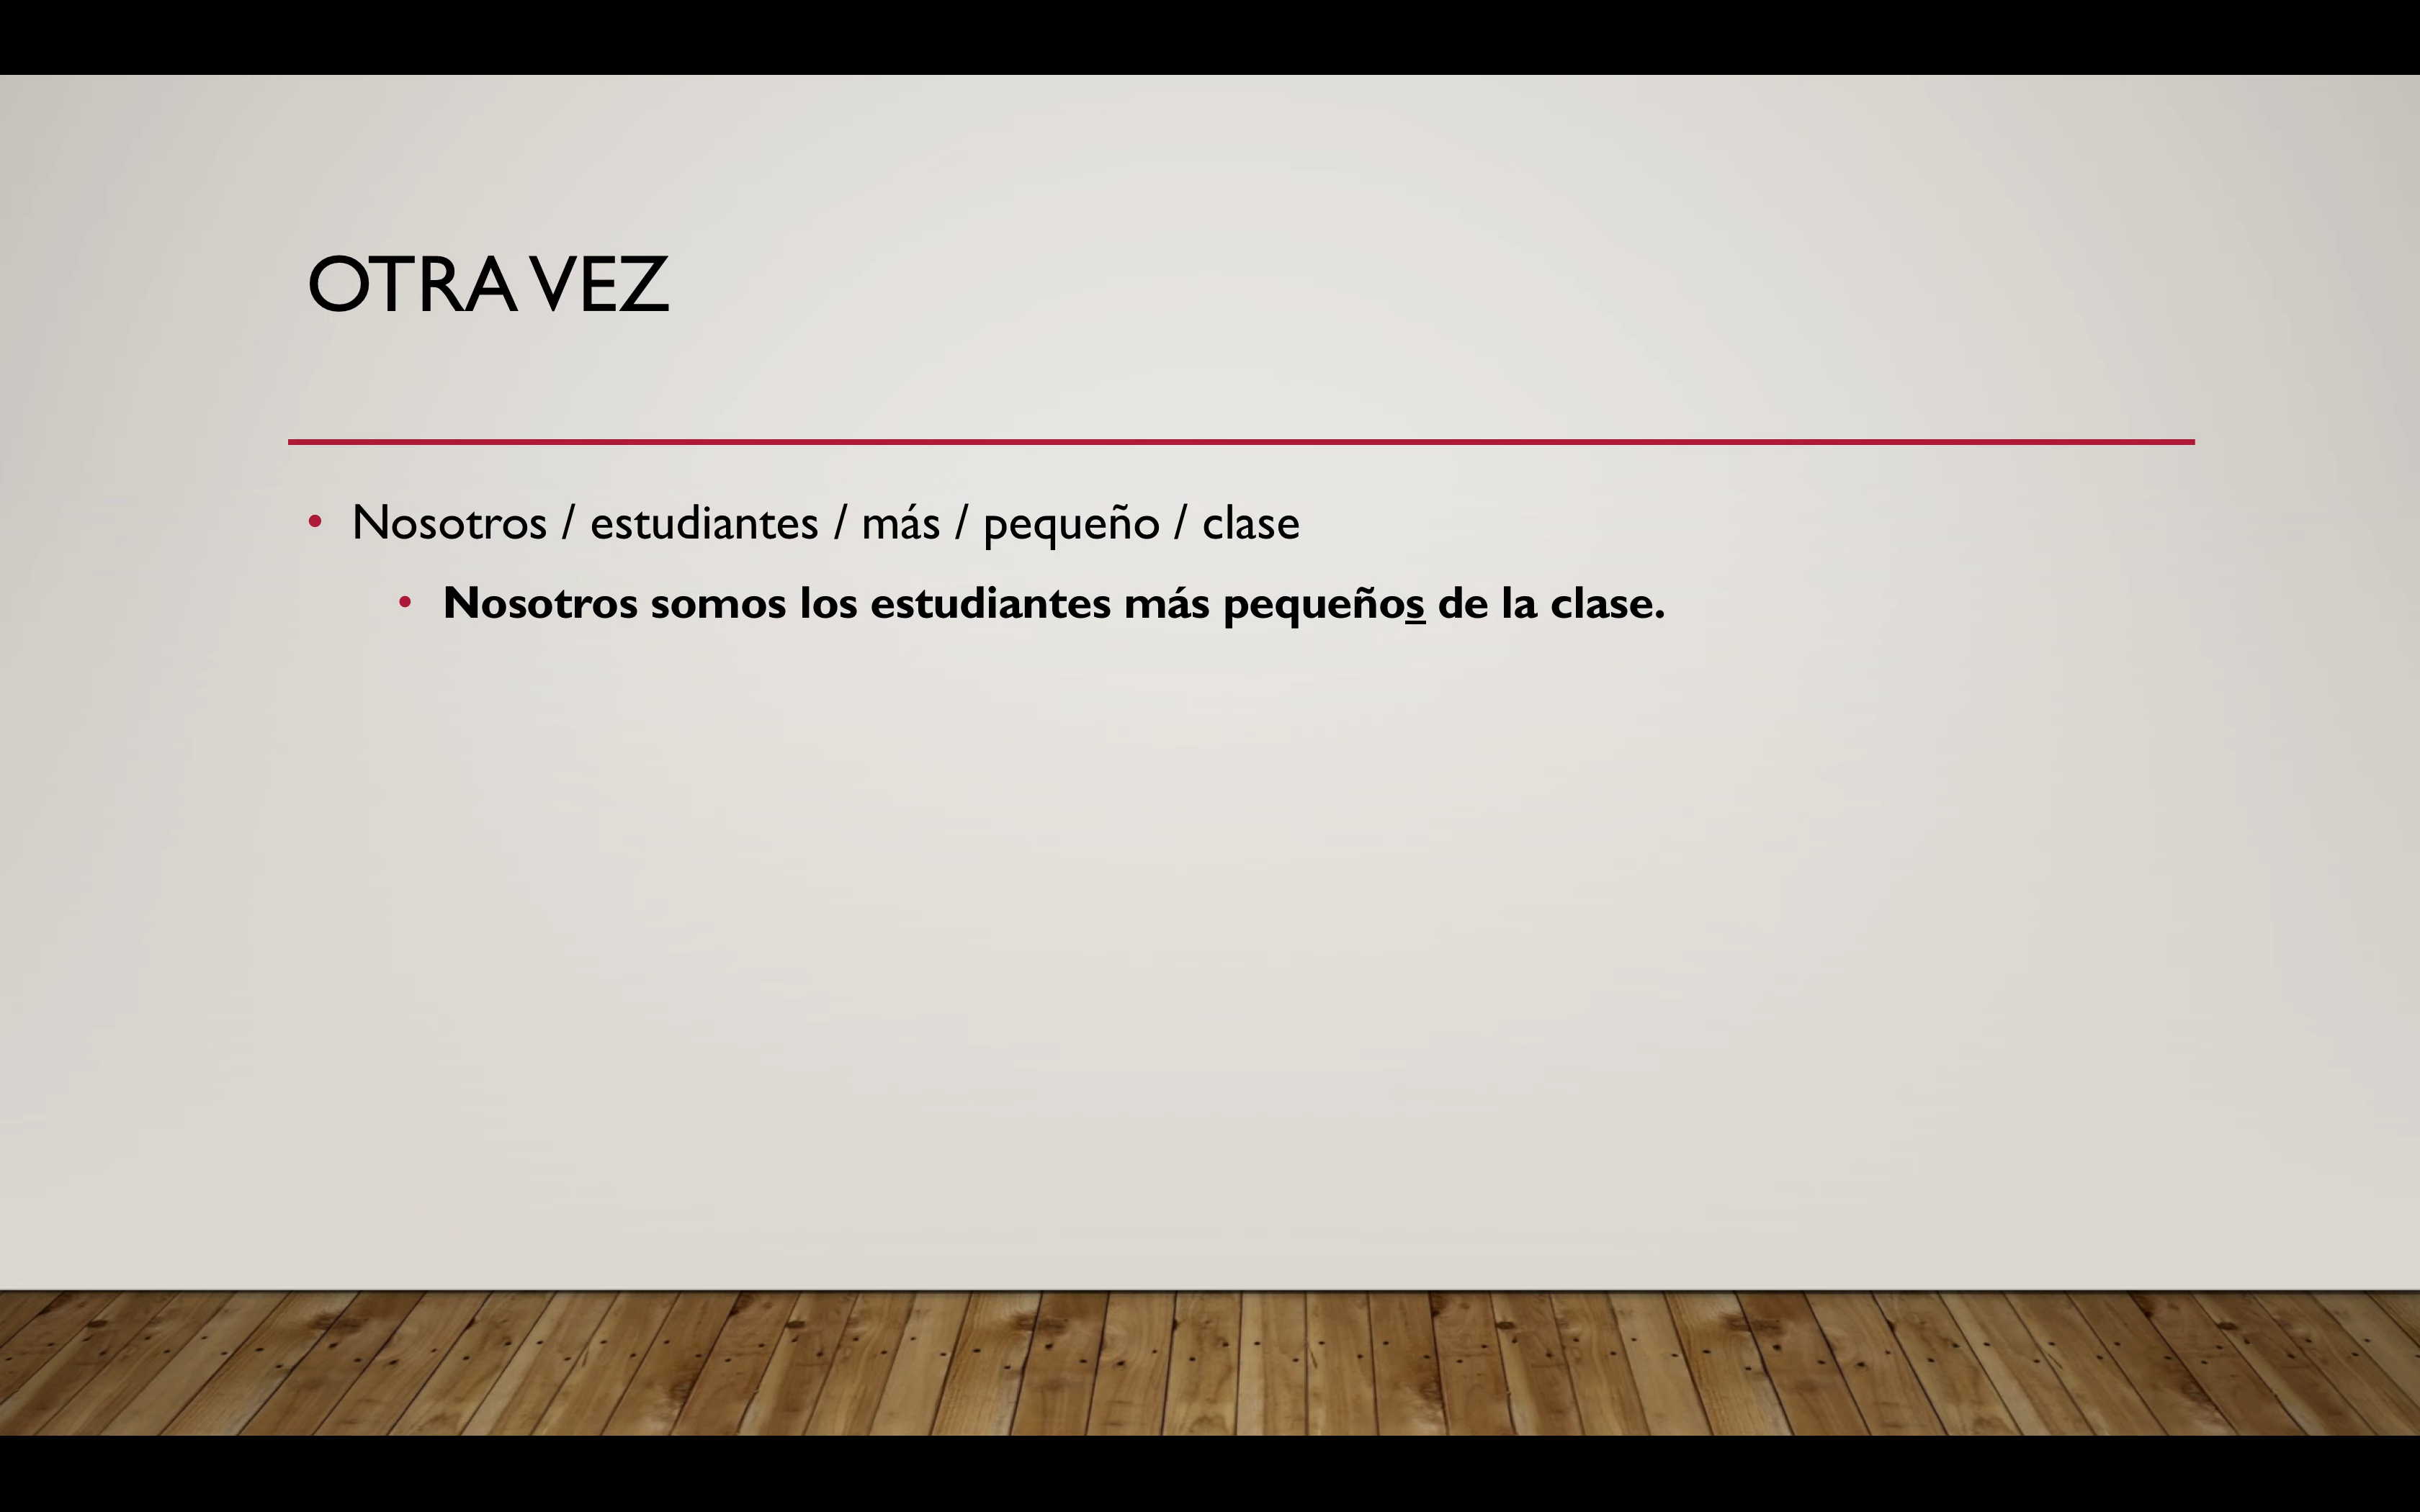 OTRA VEZ
Nosotros / estudiantes / más / pequeño / clase
Nosotros somos los estudiantes más pequeños de la clase.